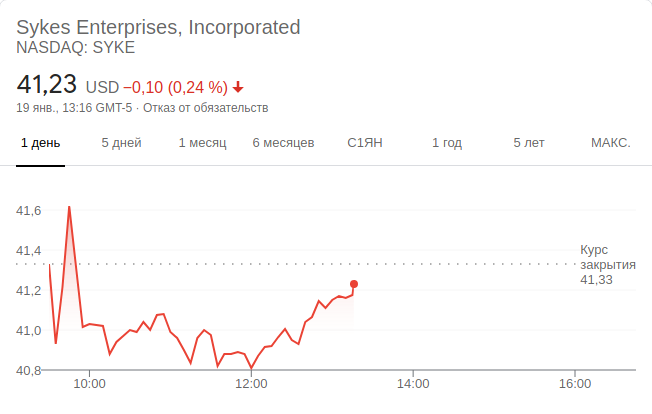 Sykes Enterprises, Incorporated
NASDAQ: SYKE
41,23 USD −0,10 (0,24 %) ↓
19 янв., 13:16 GMT-5 · Отказ от обязательств
1 день 5 дней 1 месяц 6 месяцев С1ЯН 1 год 5 лет МАКС.
41,6
41,4
41,2
41,0
40,8
Курс
закрытия
41,33
10:00 12:00 14:00 16:00